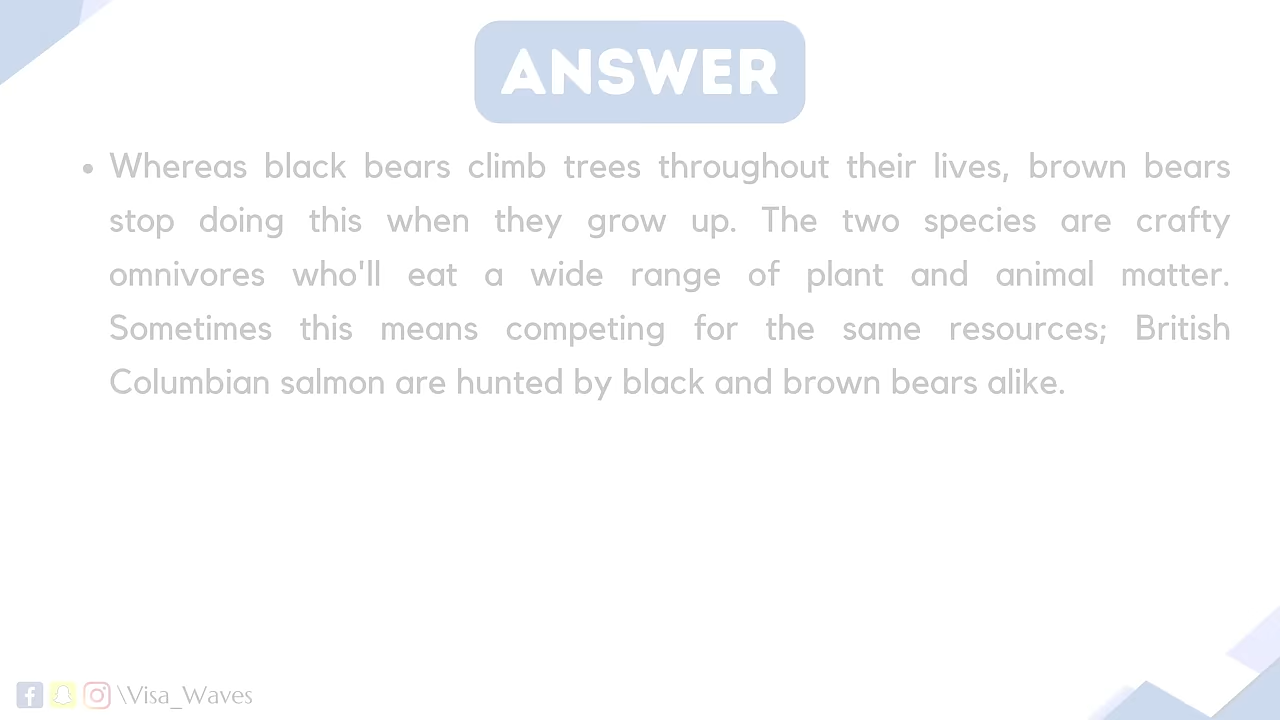 ANSWER
• Whereas black bears climb trees throughout their lives, brown bears
stop doing this when they grow up. The two species are crafty
omnivores who'll eat a wide range of plant and animal matter.
Sometimes this means competing for the same resources; British
Columbian salmon are hunted by black and brown bears alike.
\Visa_Waves